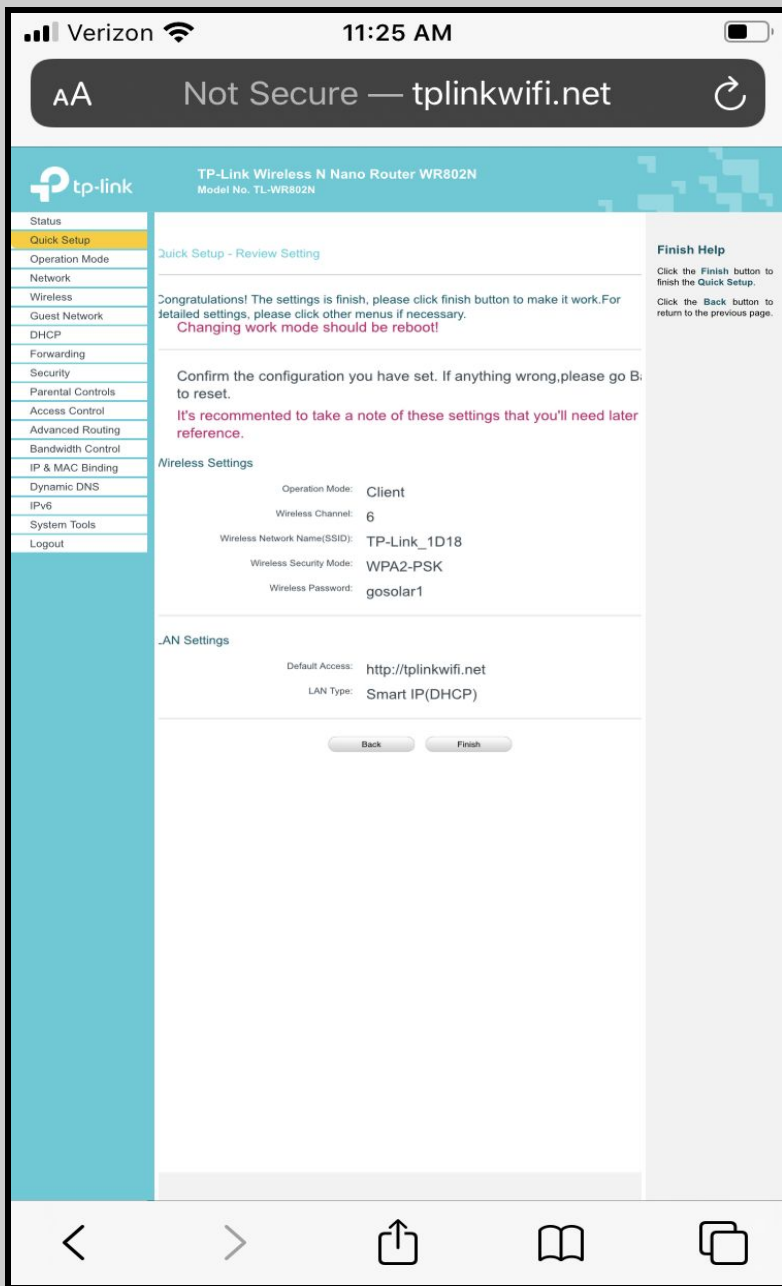 Verizon
11:25 AM
AA
Not Secure — tplinkwifi.net
tp-link
TP-Link Wireless N Nano Router WR802N
Model No. TL-WR802N
Status
Quick Setup
Operation Mode
Network
Wireless
Guest Network
DHCP
Forwarding
Security
Parental Controls
Access Control
Advanced Routing
Bandwidth Control
IP & MAC Binding
Dynamic DNS
IPv6
System Tools
Logout
Quick Setup - Review Setting
Congratulations! The settings is finish, please click finish button to make it work.For
detailed settings, please click other menus if necessary.
Changing work mode should be reboot!
Confirm the configuration you have set. If anything wrong,please go Ba
to reset.
It's recommented to take a note of these settings that you'll need later
reference.
Wireless Settings
Operation Mode: Client
Wireless Channel: 6
Wireless Network Name(SSID): TP-Link_1D18
Wireless Security Mode: WPA2-PSK
Wireless Password: gosolar1
LAN Settings
Default Access: http://tplinkwifi.net
LAN Type: Smart IP(DHCP)
Back Finish
Finish Help
Click the Finish button to
finish the Quick Setup.
Click the Back button to
return to the previous page.